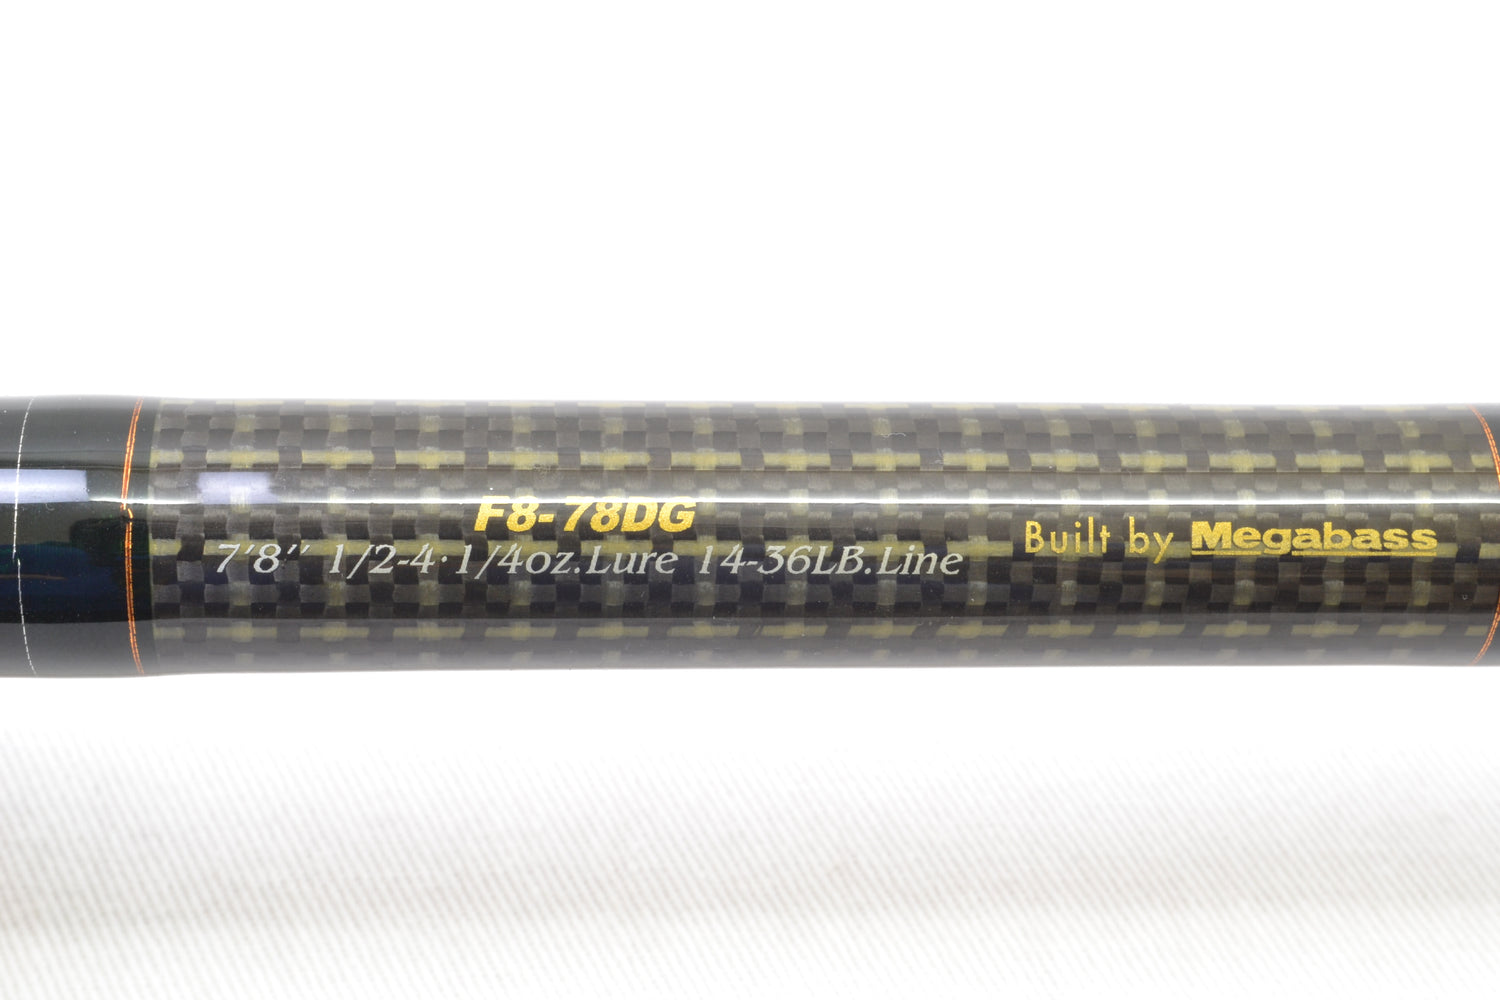 F8-78DG
7'8" 1/2-4·1/4oz.Lure 14-36LB.Line
Built by Megabass